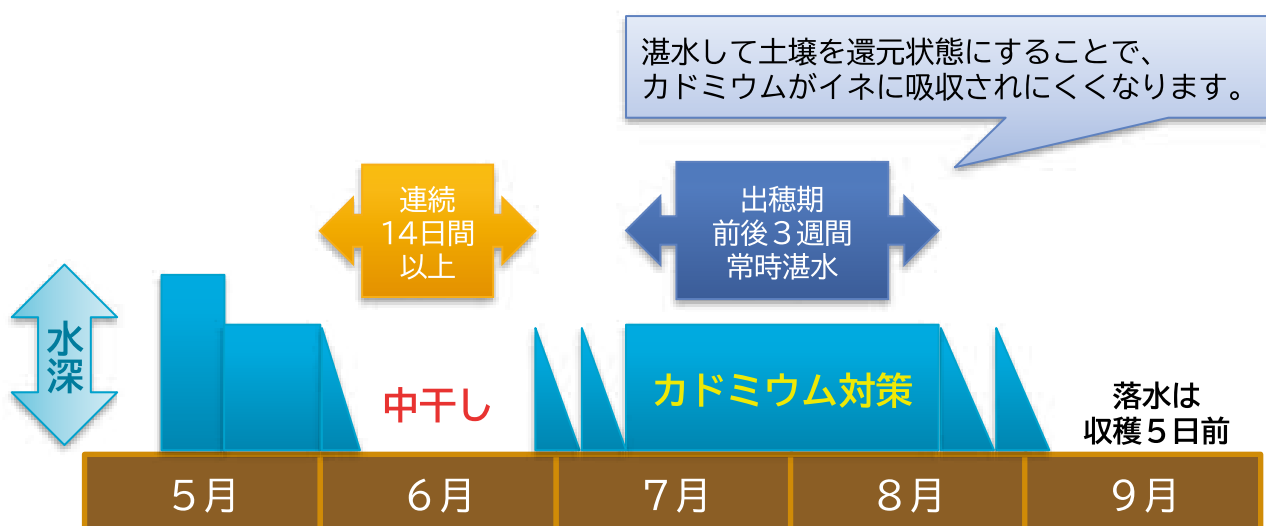 湛水して土壌を還元状態にすることで、
カドミウムがイネに吸収されにくくなります。
連続
14日間
以上
出穂期
前後３週間
常時湛水
水深
中干し
カドミウム対策
落水は
収穫５日前
５月
６月
７月
８月
９月